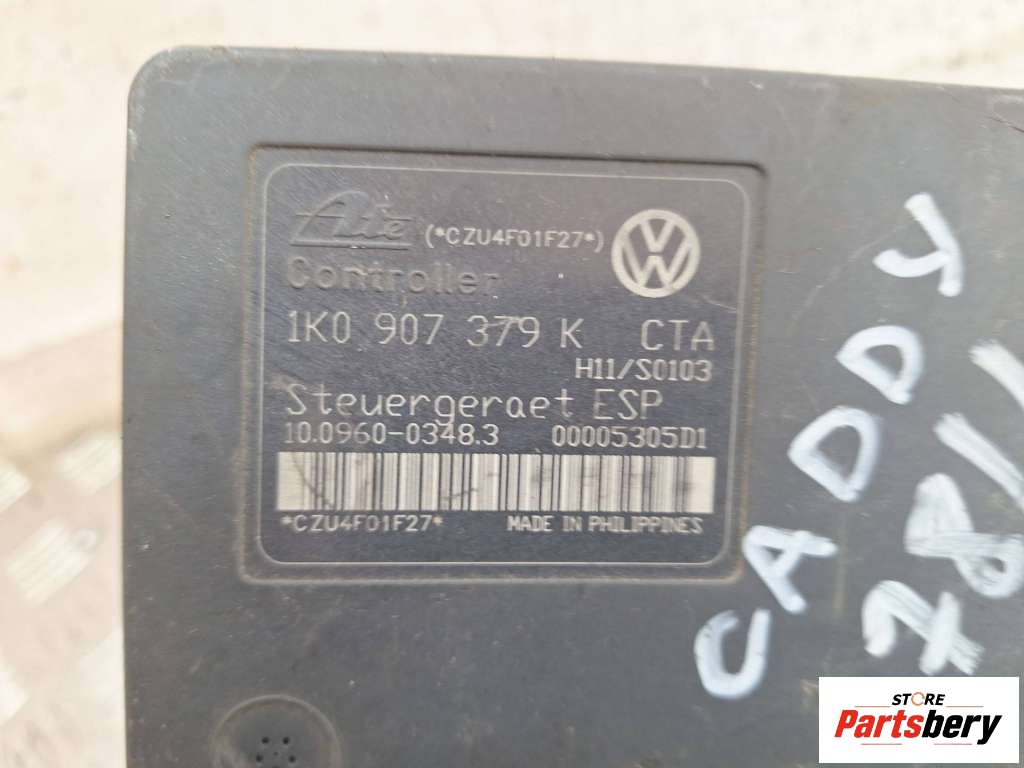 Ate (*CZU4F01F27*)
Controller
1K0 907 379 K CTA
H11/S0103
Steuergeraet ESP
10.0960-0348.3 00005305D1
*CZU4F01F27* MADE IN PHILIPPINES
CADDY
STORE
Partsbery